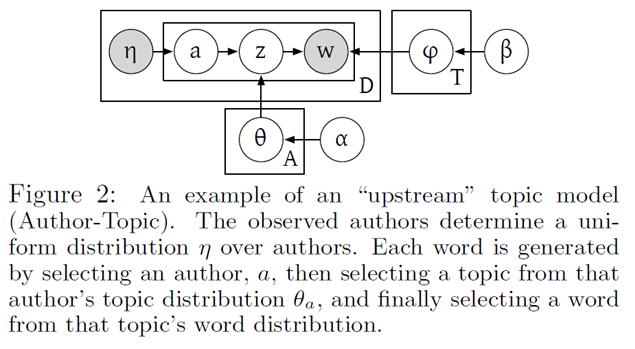 η a z w φ β
D T
θ α
A
Figure 2: An example of an “upstream” topic model
(Author-Topic). The observed authors determine a uni-
form distribution η over authors. Each word is generated
by selecting an author, a, then selecting a topic from that
author’s topic distribution θa, and finally selecting a word
from that topic’s word distribution.